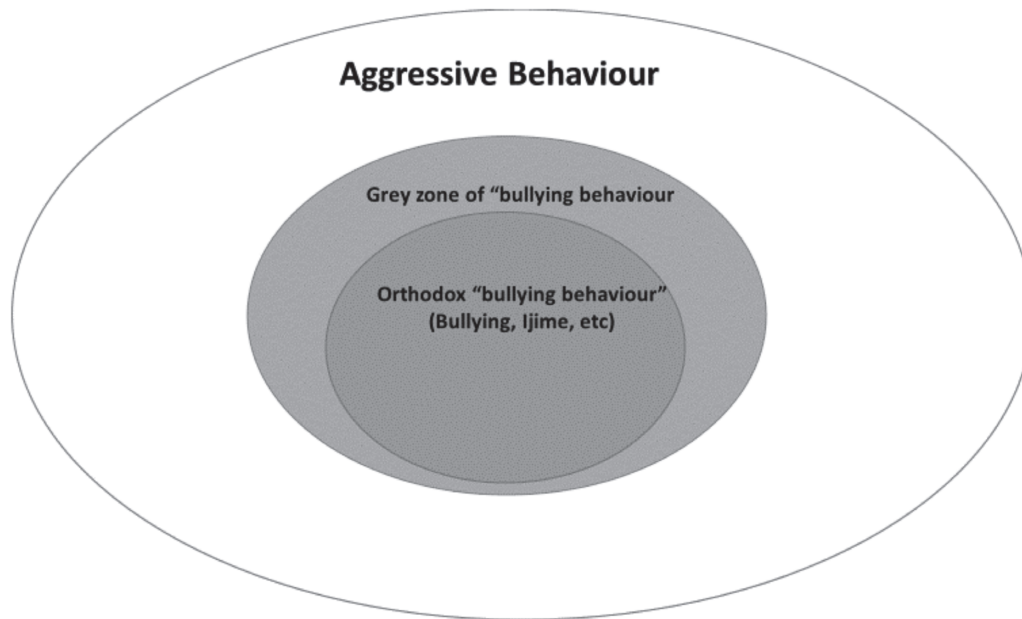 Aggressive Behaviour
Grey zone of “bullying behaviour
Orthodox “bullying behaviour”
(Bullying, Ijime, etc)